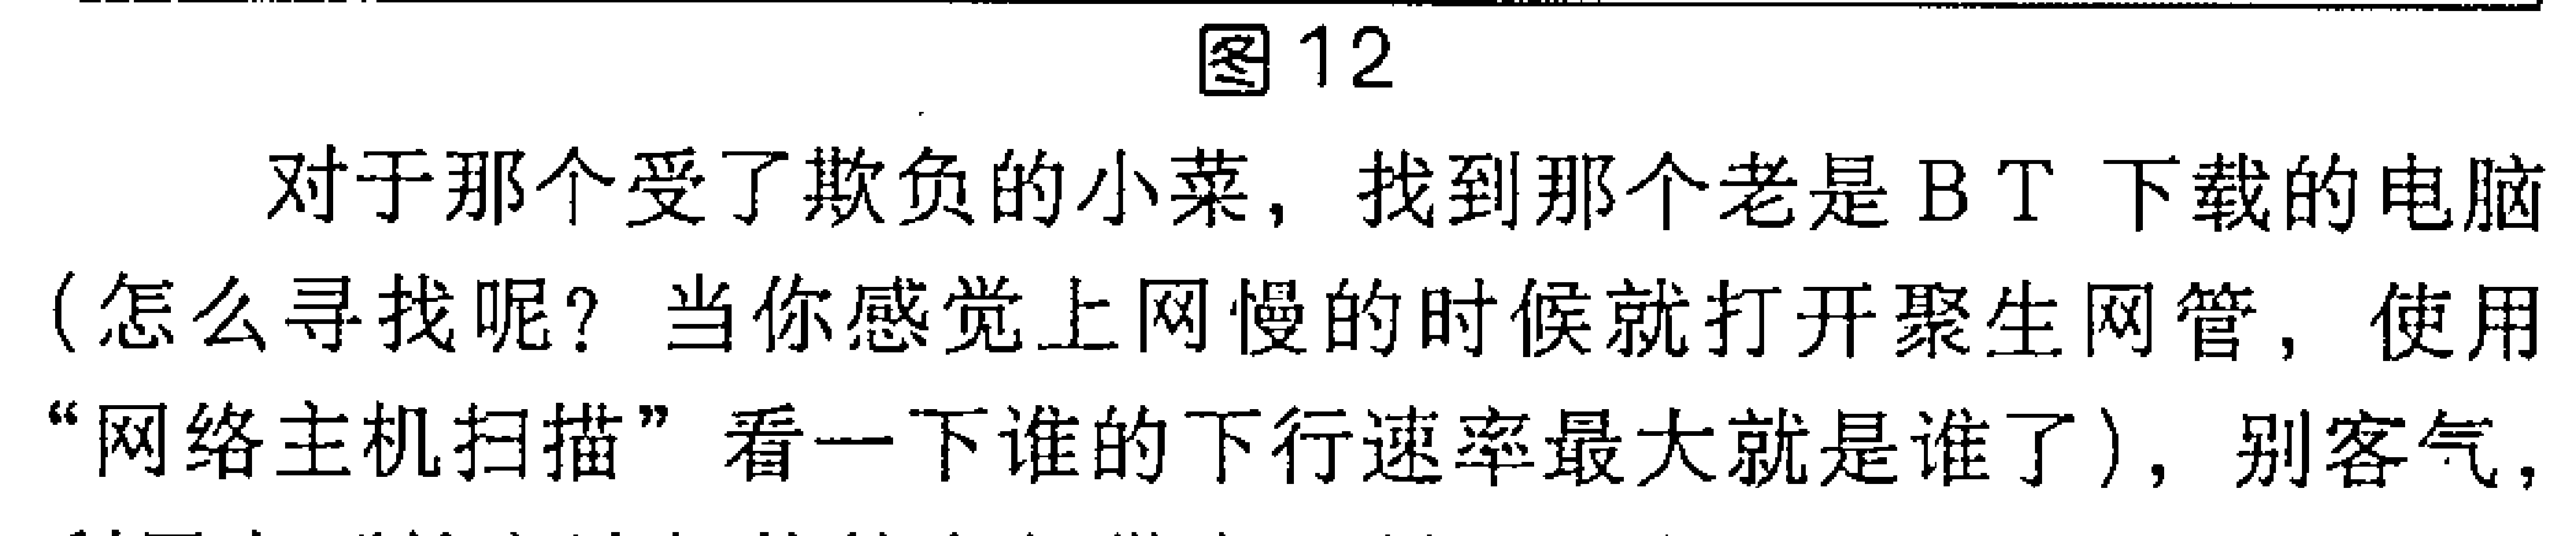 图12
对于那个受了欺负的小菜，找到那个老是BT下载的电脑
（怎么寻找呢？当你感觉上网慢的时候就打开聚生网管，使用
“网络主机扫描”看一下谁的下行速率最大就是谁了），别客气，